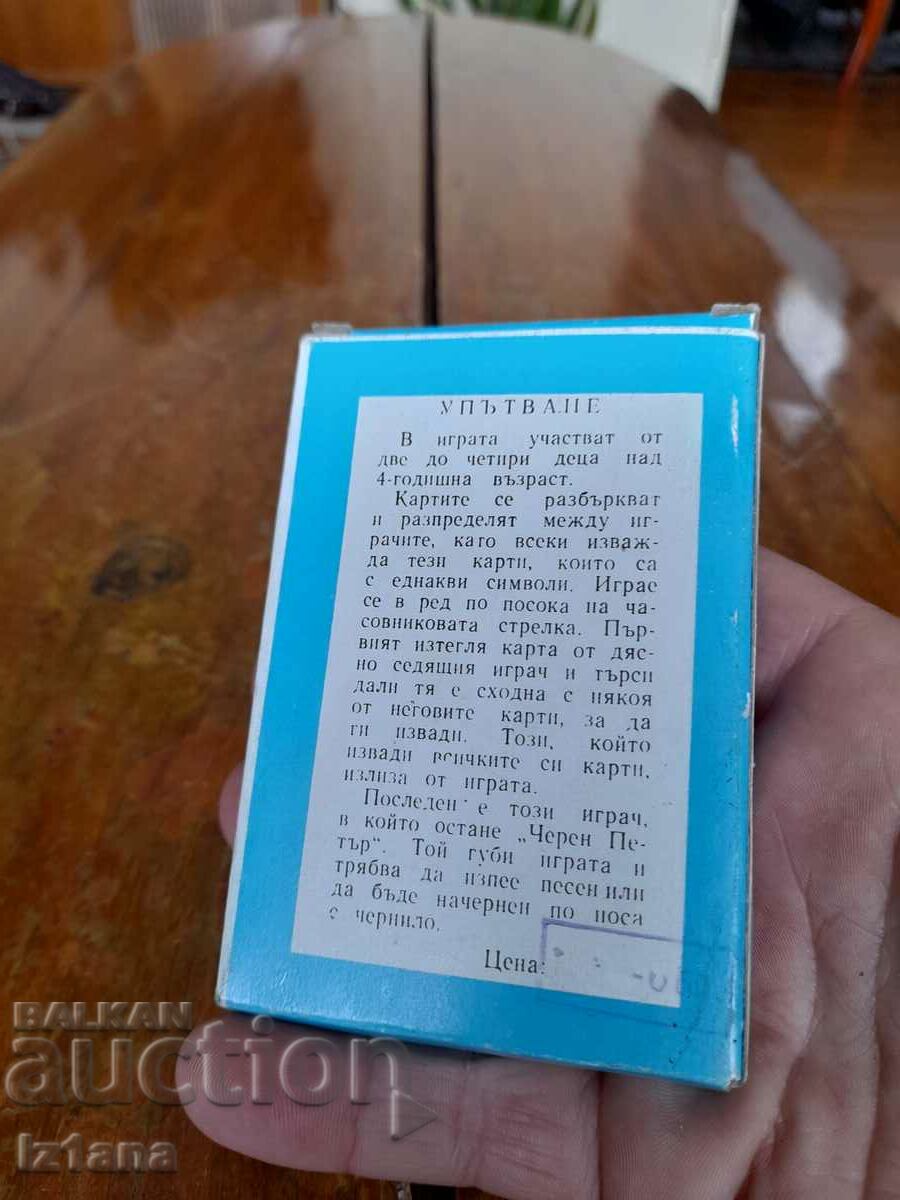 УПЪТВАНЕ
В играта участват от
две до четири деца над
4-годишна възраст.
Картите се разбъркват
и разпределят между иг-
рачите, като всеки изваж-
да тези карти, които са
с еднакви символи. Играе
се в ред по посока на ча-
совниковата стрелка. Пър-
вият изтегля карта от дяс-
но седящия играч и търси
дали тя е сходна с някоя
от неговите карти, за да
ги извади. Този, който
извади всичките си карти,
излиза от играта.
Последен е този играч,
в който остане „Черен Пе-
тър“. Той губи играта и
трябва да изпее песен или
да бъде начернен по носа
с чернило.
Цена:
BALKAN
auction
Iz1ana